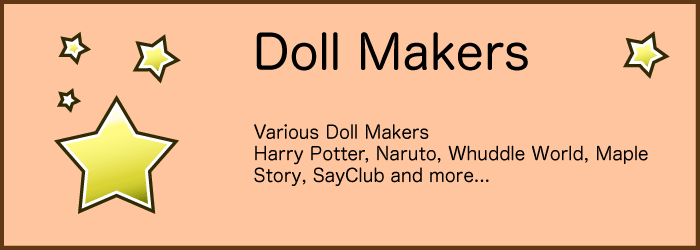 Doll Makers
Various Doll Makers
Harry Potter, Naruto, Whuddle World, Maple
Story, SayClub and more...